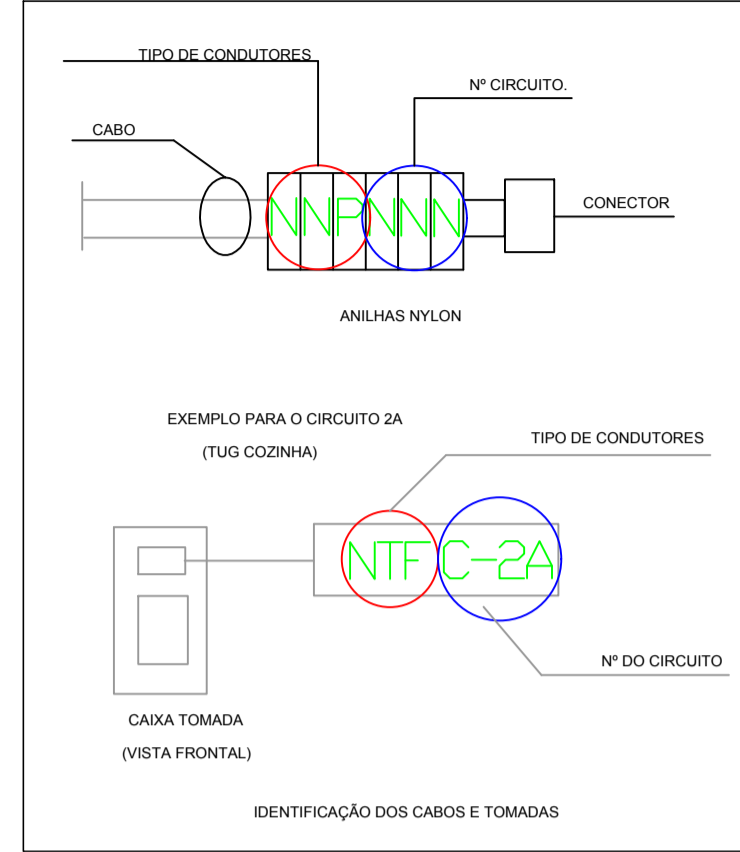 TIPO DE CONDUTORES
Nº CIRCUITO.
CABO
NNPNNN
CONECTOR
ANILHAS NYLON
EXEMPLO PARA O CIRCUITO 2A
(TUG COZINHA)
TIPO DE CONDUTORES
NTF C-2A
Nº DO CIRCUITO
CAIXA TOMADA
(VISTA FRONTAL)
IDENTIFICAÇÃO DOS CABOS E TOMADAS